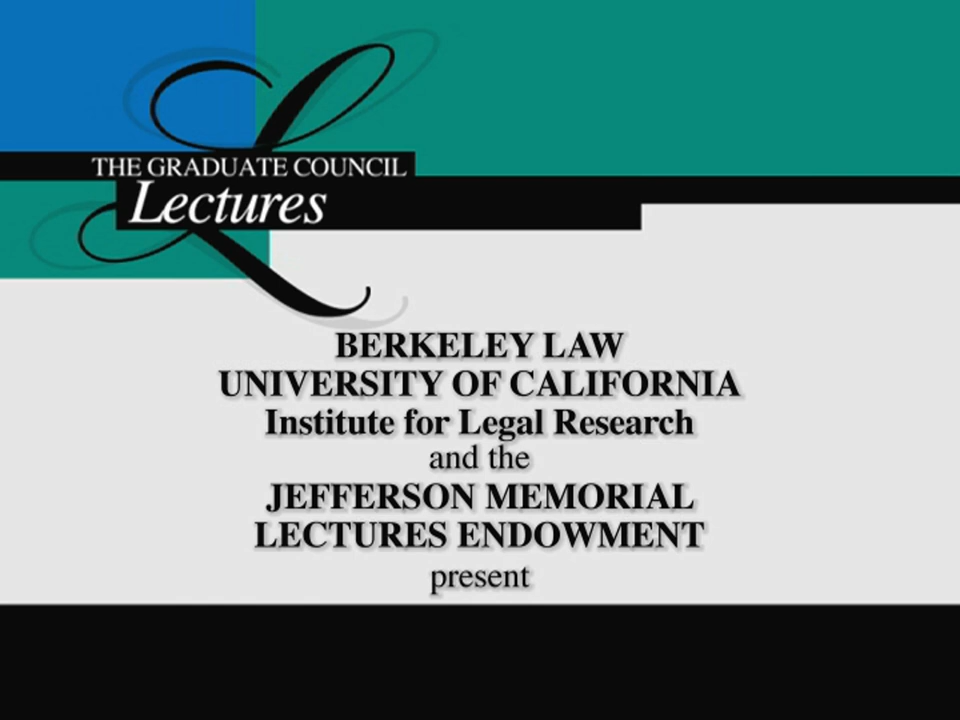 THE GRADUATE COUNCIL
Lectures
BERKELEY LAW
UNIVERSITY OF CALIFORNIA
Institute for Legal Research
and the
JEFFERSON MEMORIAL
LECTURES ENDOWMENT
present